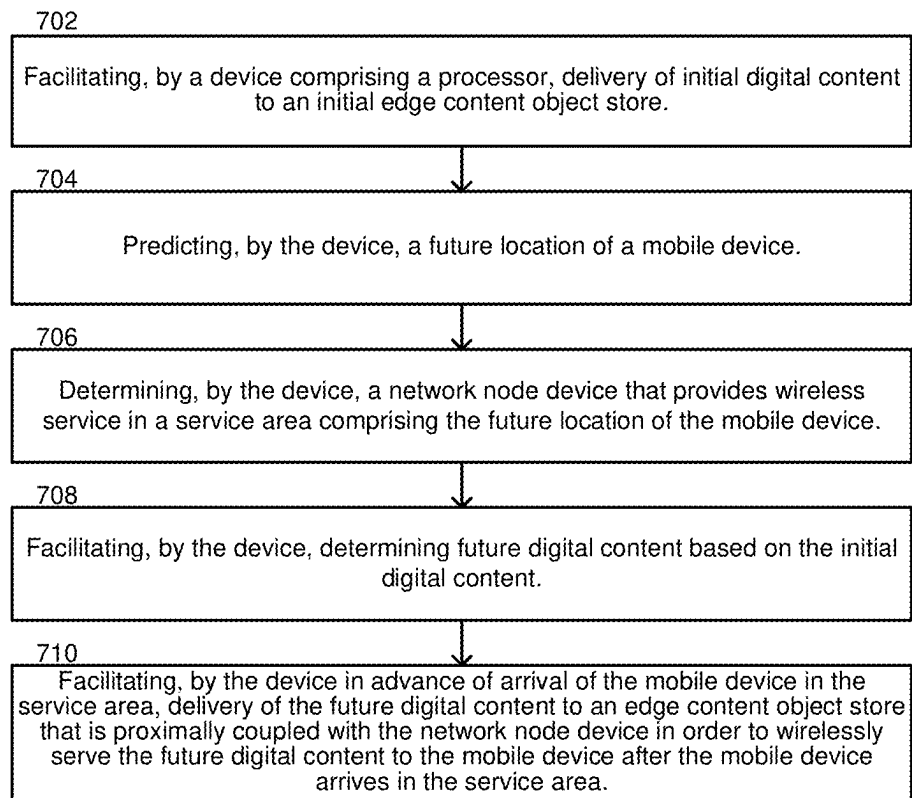 702
Facilitating, by a device comprising a processor, delivery of initial digital content
to an initial edge content object store.
704
Predicting, by the device, a future location of a mobile device.
706
Determining, by the device, a network node device that provides wireless
service in a service area comprising the future location of the mobile device.
708
Facilitating, by the device, determining future digital content based on the initial
digital content.
710
Facilitating, by the device in advance of arrival of the mobile device in the
service area, delivery of the future digital content to an edge content object store
that is proximally coupled with the network node device in order to wirelessly
serve the future digital content to the mobile device after the mobile device
arrives in the service area.